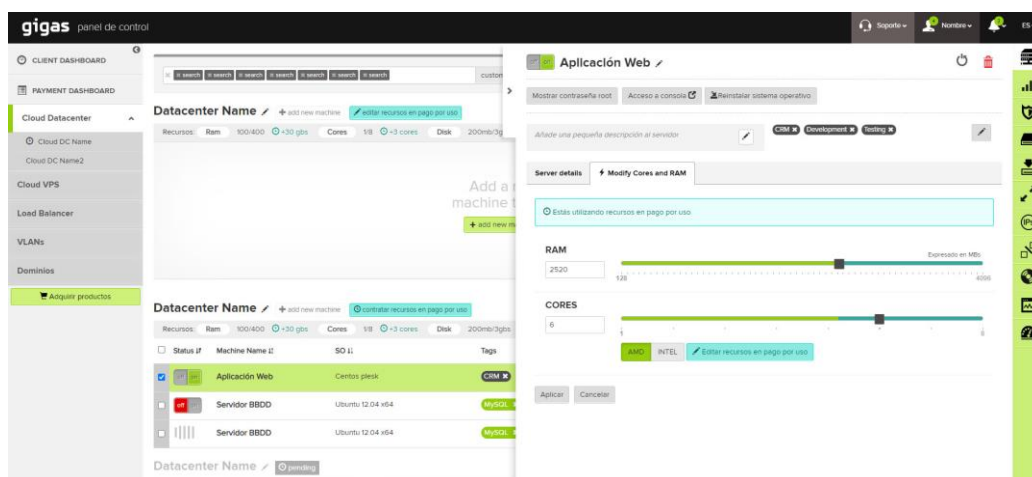 gigas panel de control
Soporte
Nombre
ES
CLIENT DASHBOARD
PAYMENT DASHBOARD
Cloud Datacenter
Cloud DC Name
Cloud DC Name2
Cloud VPS
Load Balancer
VLANs
Dominios
Adquirir productos
search search search search search search search
custom
Datacenter Name + add new machine editar recursos en pago por uso
Recursos: Ram 100/400 +30 gbs Cores 1/8 +3 cores Disk 200mb/3g
Add a
machine t
+ add new m
Datacenter Name + add new machine contratar recursos en pago por uso
Recursos: Ram 100/400 +30 gbs Cores 1/8 +3 cores Disk 200mb/3gbs
Status Machine Name SO Tags
Aplicación Web Centos plesk CRM
off Servidor BBDD Ubuntu 12.04 x64 MySQL
Servidor BBDD Ubuntu 12.04 x64 MySQL
Datacenter Name pending
Aplicación Web
Mostrar contraseña root Acceso a consola Reinstalar sistema operativo
Añade una pequeña descripción al servidor
CRM x Development x Testing x
Server details Modify Cores and RAM
Estás utilizando recursos en pago por uso
RAM
Expresado en MBs
2520
128 4096
CORES
6
1 8
AMD INTEL Editar recursos en pago por uso
Aplicar Cancelar
IPs